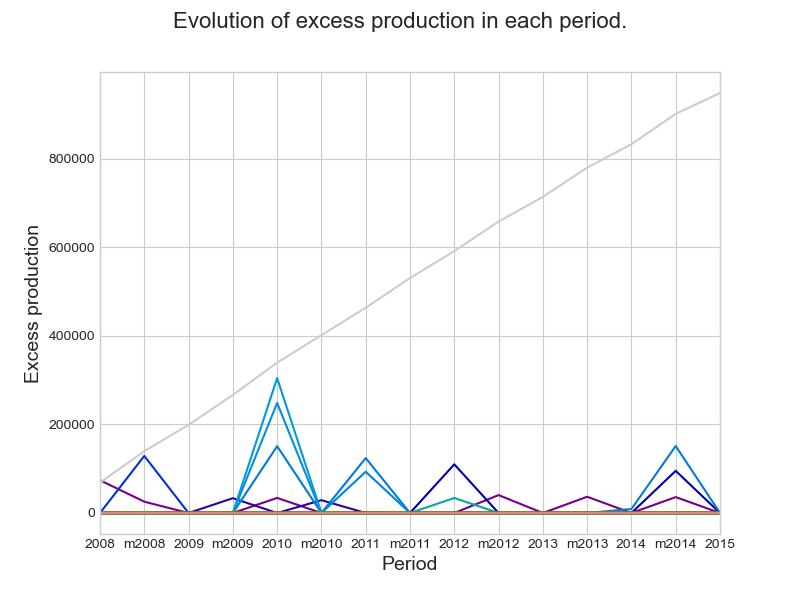 Evolution of excess production in each period.
Excess production
800000
600000
400000
200000
0
2008 m2008 2009 m2009 2010 m2010 2011 m2011 2012 m2012 2013 m2013 2014 m2014 2015
Period